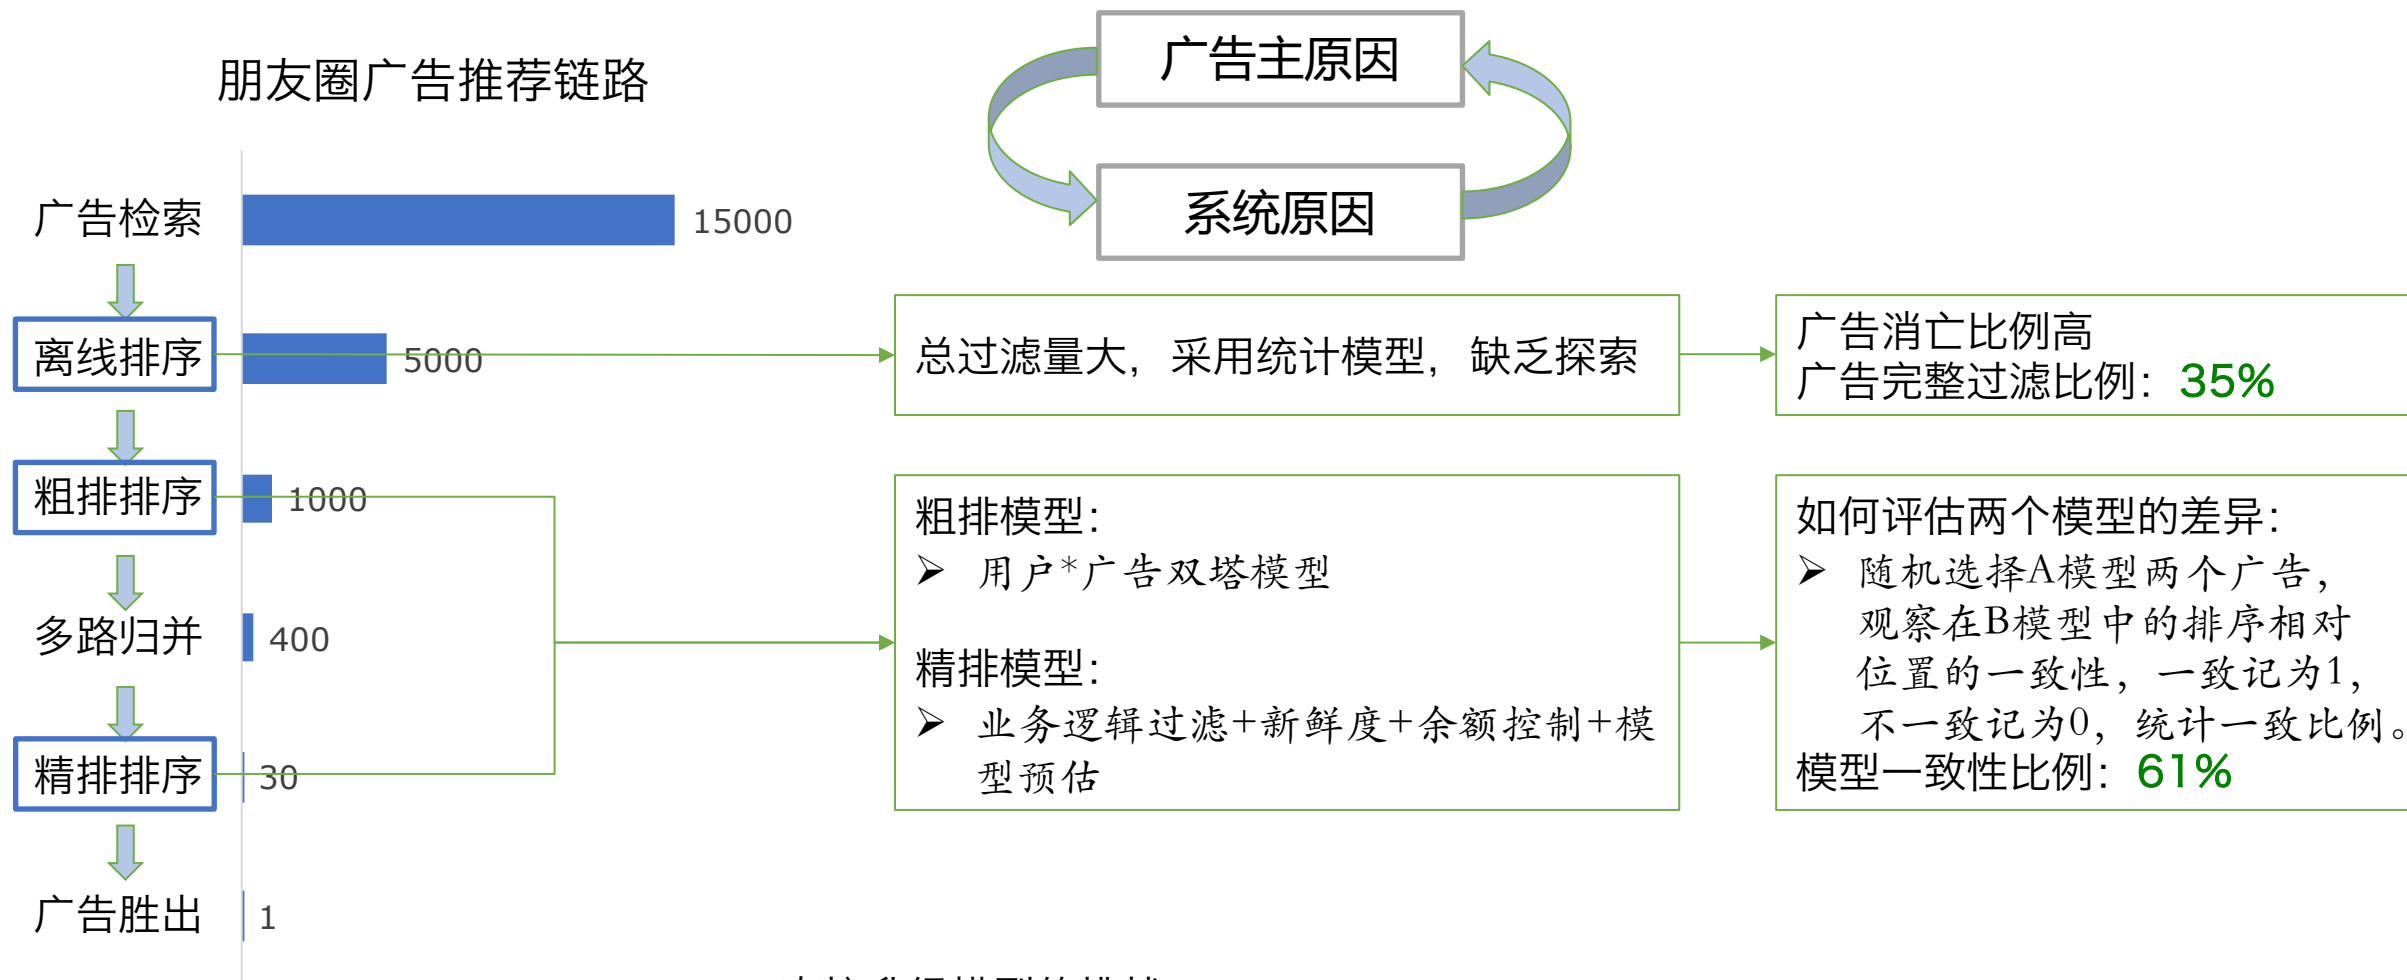 朋友圈广告推荐链路
广告主原因
系统原因
广告检索
15000
离线排序
5000
粗排排序
1000
多路归并
400
精排排序
30
广告胜出
1
总过滤量大，采用统计模型，缺乏探索
广告消亡比例高
广告完整过滤比例：35%
粗排模型：
➢ 用户*广告双塔模型
精排模型：
➢ 业务逻辑过滤+新鲜度+余额控制+模
型预估
如何评估两个模型的差异：
➢ 随机选择A模型两个广告，
观察在B模型中的排序相对
位置的一致性，一致记为1，
不一致记为0，统计一致比例。
模型一致性比例：61%